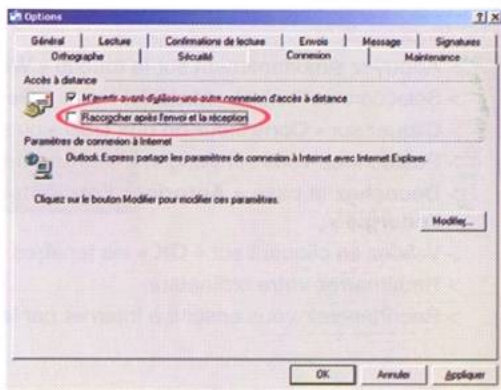 Options
Général Lecture Confirmations de lecture Envois Message Signatures
Orthographe Sécurité Connexion Maintenance
Accès à distance
M'avertir avant d'utiliser une autre connexion d'accès à distance
Raccrocher après l'envoi et la réception
Paramètres de connexion à Internet
Outlook Express partage les paramètres de connexion à Internet avec Internet Explorer.
Cliquez sur le bouton Modifier pour modifier ces paramètres.
Modifier...
OK Annuler Appliquer